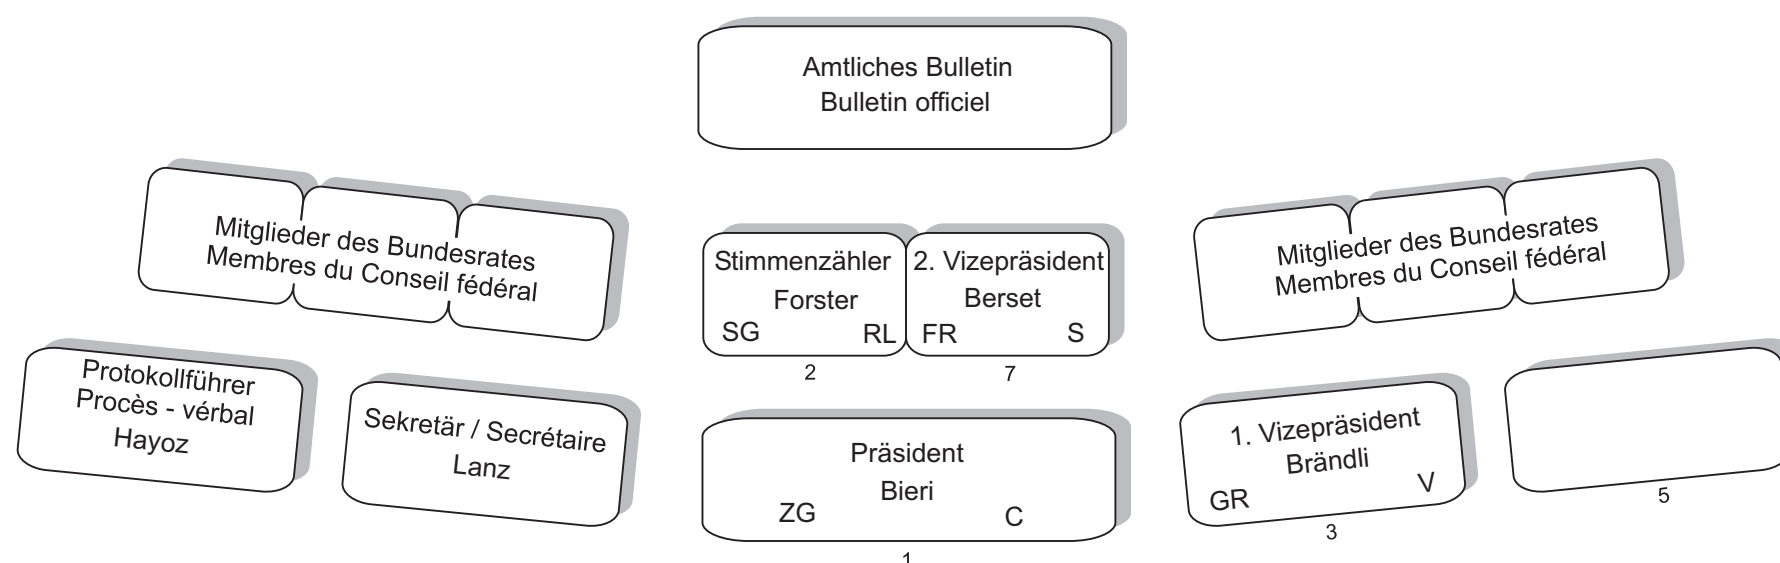 Amtliches Bulletin
Bulletin officiel
Mitglieder des Bundesrates
Membres du Conseil fédéral
Stimmenzähler
Forster
SG RL
2
2. Vizepräsident
Berset
FR S
7
Mitglieder des Bundesrates
Membres du Conseil fédéral
Protokollführer
Procès - vérbal
Hayoz
Sekretär / Secrétaire
Lanz
Präsident
Bieri
ZG C
1
1. Vizepräsident
Brändli
GR V
3
5